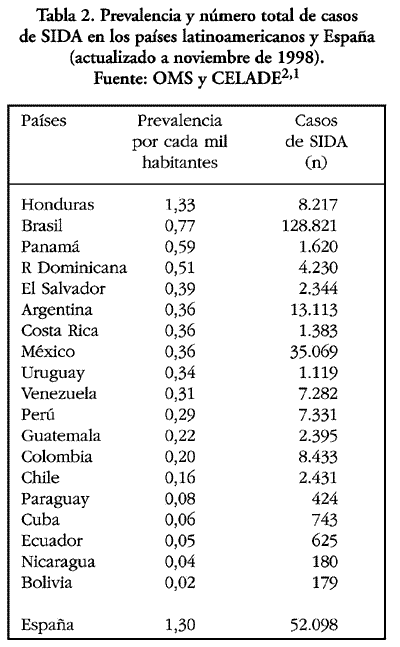 Tabla 2. Prevalencia y número total de casos
de SIDA en los países latinoamericanos y España
(actualizado a noviembre de 1998).
Fuente: OMS y CELADE2,1
Países Prevalencia Casos
por cada mil de SIDA
habitantes (n)
Honduras 1,33 8.217
Brasil 0,77 128.821
Panamá 0,59 1.620
R Dominicana 0,51 4.230
El Salvador 0,39 2.344
Argentina 0,36 13.113
Costa Rica 0,36 1.383
México 0,36 35.069
Uruguay 0,34 1.119
Venezuela 0,31 7.282
Perú 0,29 7.331
Guatemala 0,22 2.395
Colombia 0,20 8.433
Chile 0,16 2.431
Paraguay 0,08 424
Cuba 0,06 743
Ecuador 0,05 625
Nicaragua 0,04 180
Bolivia 0,02 179
España 1,30 52.098